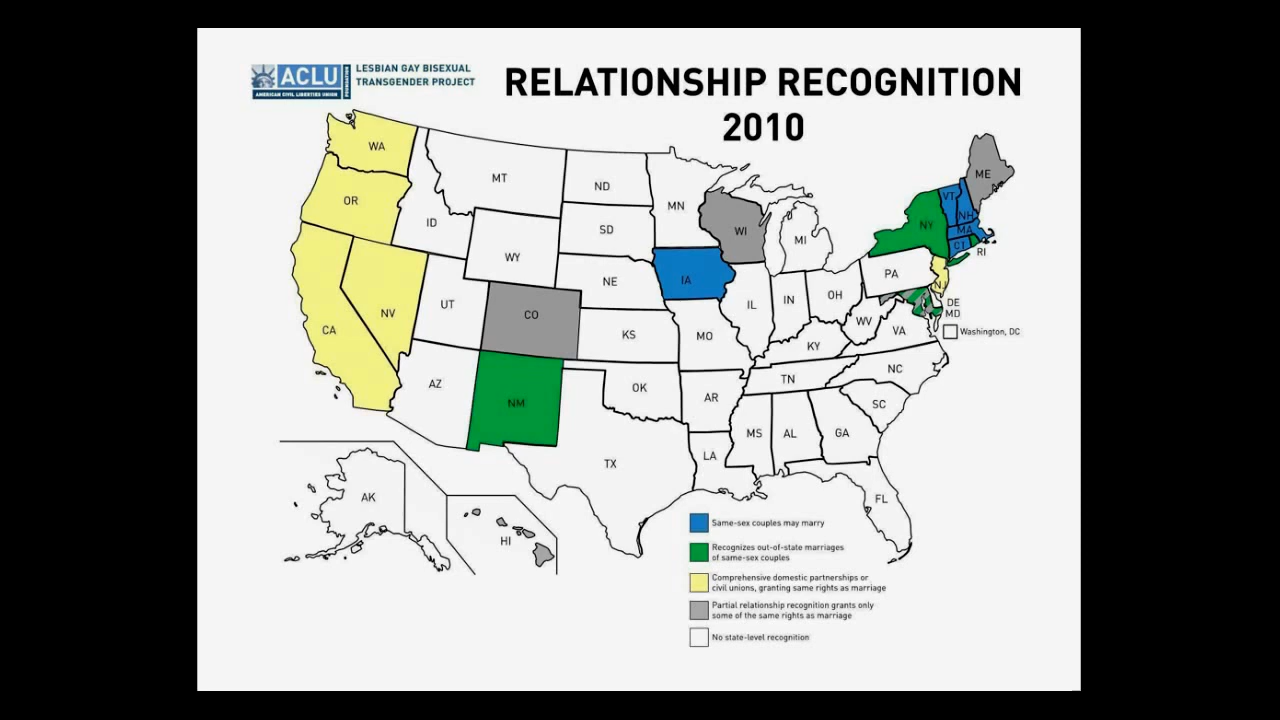 ACLU
AMERICAN CIVIL LIBERTIES UNION
FOUNDATION
LESBIAN GAY BISEXUAL
TRANSGENDER PROJECT
RELATIONSHIP RECOGNITION
2010
WA
OR
CA
NV
ID
MT
WY
UT
AZ
CO
NM
ND
SD
NE
KS
OK
TX
MN
IA
MO
AR
LA
WI
IL
MI
IN
OH
KY
TN
MS
AL
GA
FL
SC
NC
VA
WV
PA
NY
VT
NH
ME
MA
CT
RI
NJ
DE
MD
Washington, DC
AK
HI
Same-sex couples may marry
Recognizes out-of-state marriages
of same-sex couples
Comprehensive domestic partnerships or
civil unions, granting same rights as marriage
Partial relationship recognition grants only
some of the same rights as marriage
No state-level recognition